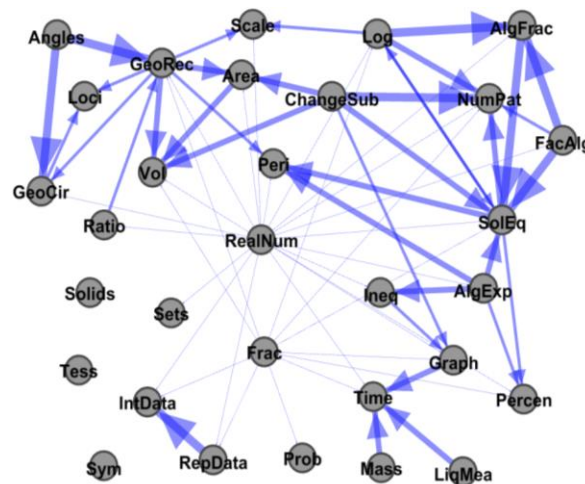 Scale
Log
AlgFrac
Angles
GeoRec
Area
Loci
ChangeSub
NumPat
FacAlg
Vol
Peri
GeoCir
Ratio
SolEq
RealNum
Solids
Sets
Ineq
AlgExp
Tess
Frac
Graph
IntData
Time
Percen
Sym
RepData
Prob
Mass
LiqMea